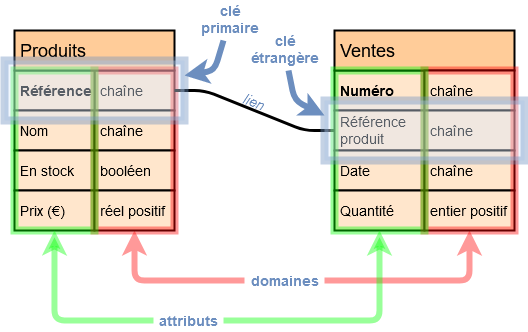 clé
primaire
clé
étrangère
Produits
Référence chaîne
Nom chaîne
En stock booléen
Prix (€) réel positif
lien
Ventes
Numéro chaîne
Référence
produit chaîne
Date chaîne
Quantité entier positif
domaines
attributs